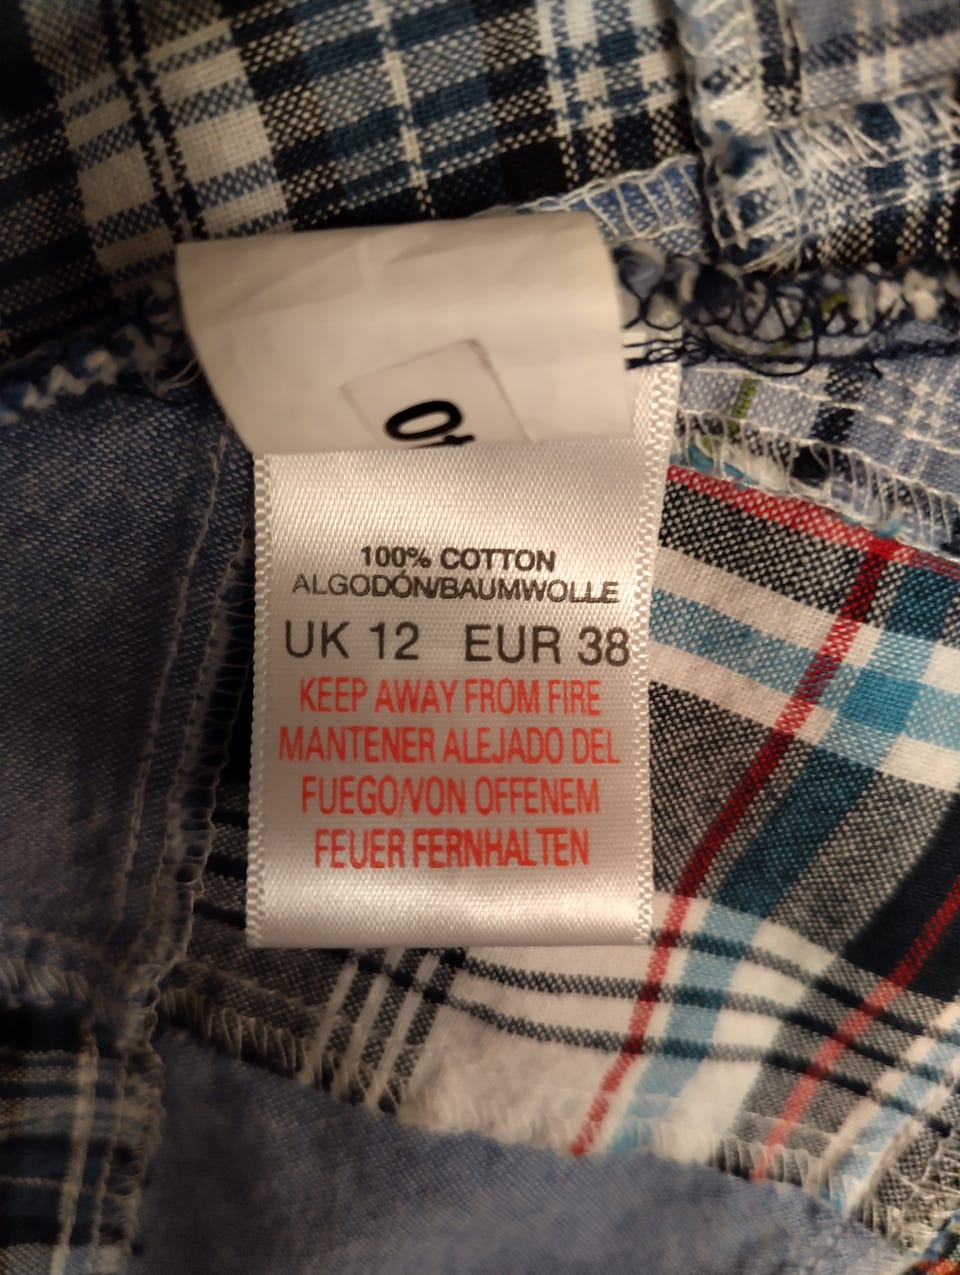 100% COTTON
ALGODÓN/BAUMWOLLE
UK 12 EUR 38
KEEP AWAY FROM FIRE
MANTENER ALEJADO DEL
FUEGO/VON OFFENEM
FEUER FERNHALTEN